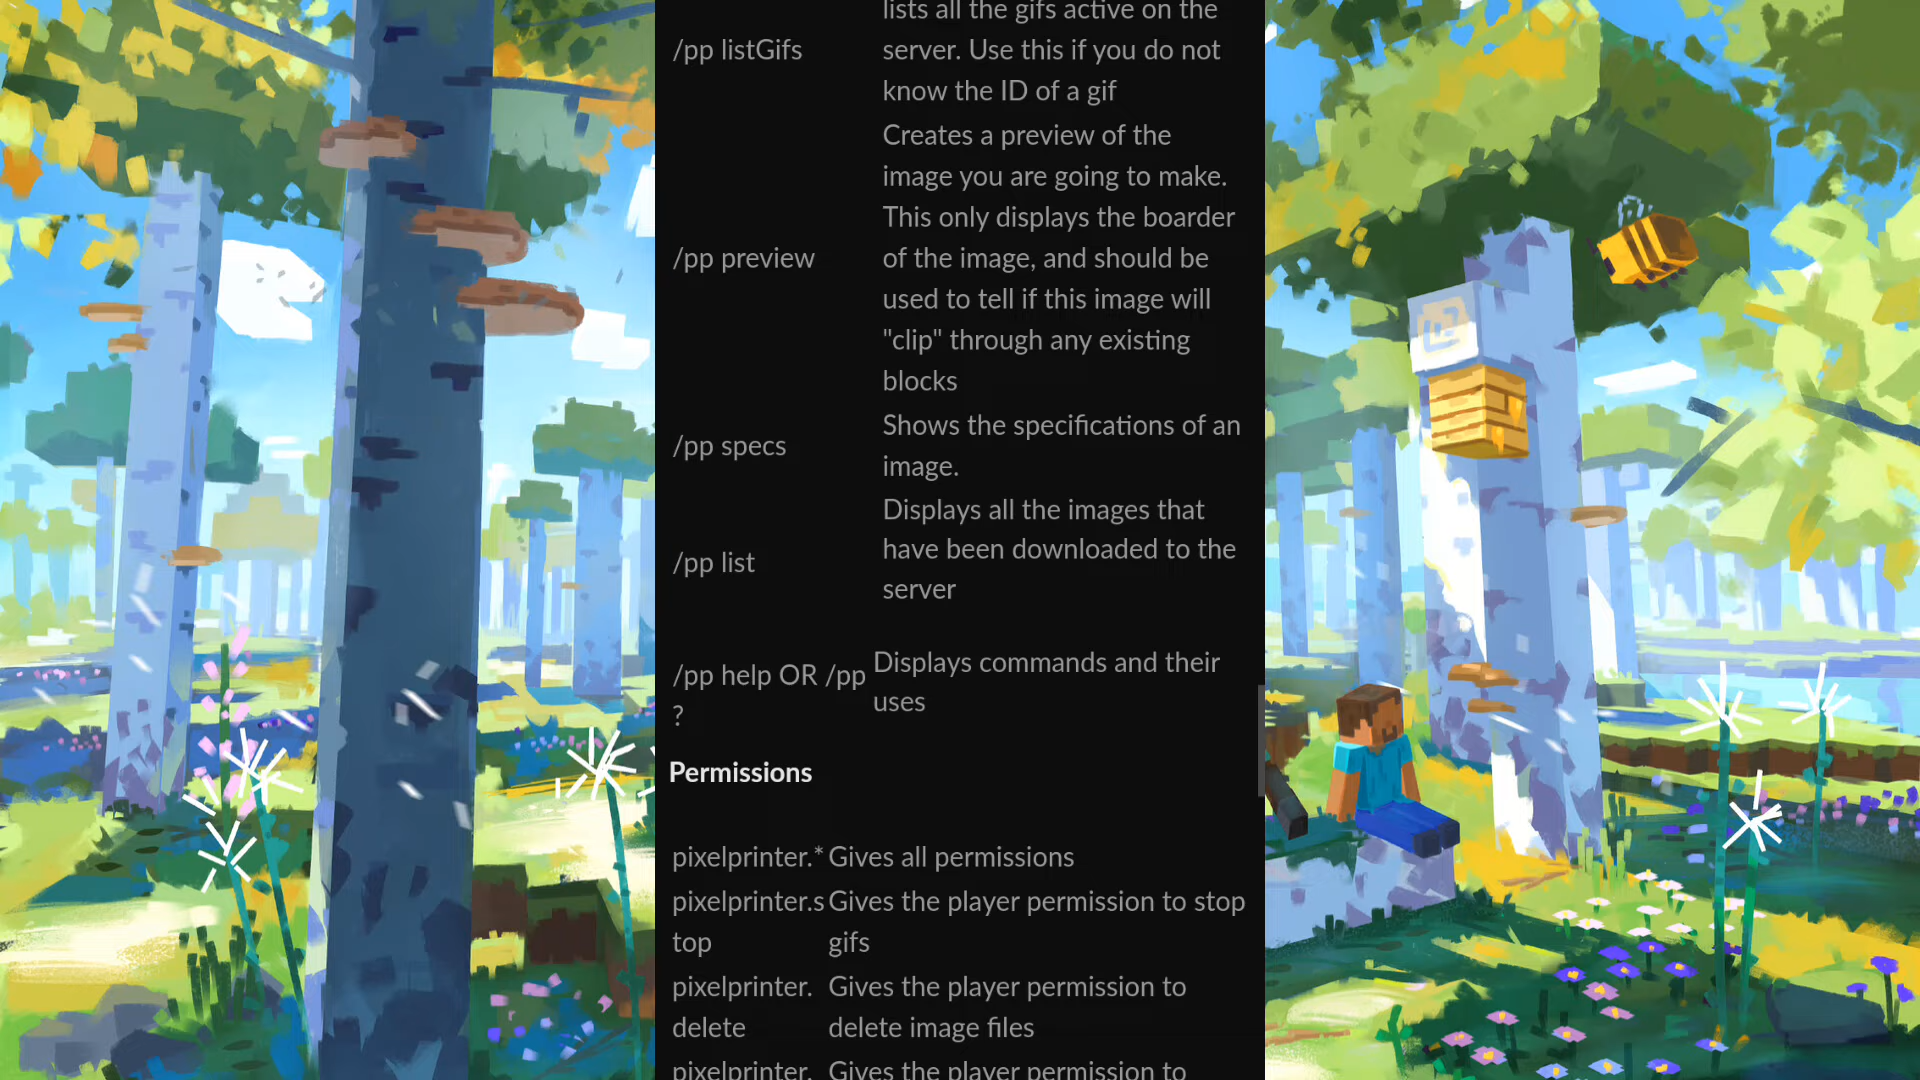 lists all the gifs active on the
/pp listGifs server. Use this if you do not
know the ID of a gif
Creates a preview of the
image you are going to make.
This only displays the boarder
/pp preview of the image, and should be
used to tell if this image will
"clip" through any existing
blocks
/pp specs Shows the specifications of an
image.
Displays all the images that
/pp list have been downloaded to the
server
/pp help OR /pp Displays commands and their
? uses
Permissions
pixelprinter.* Gives all permissions
pixelprinter.s Gives the player permission to stop
top gifs
pixelprinter. Gives the player permission to
delete delete image files
pixelprinter. Gives the player permission to